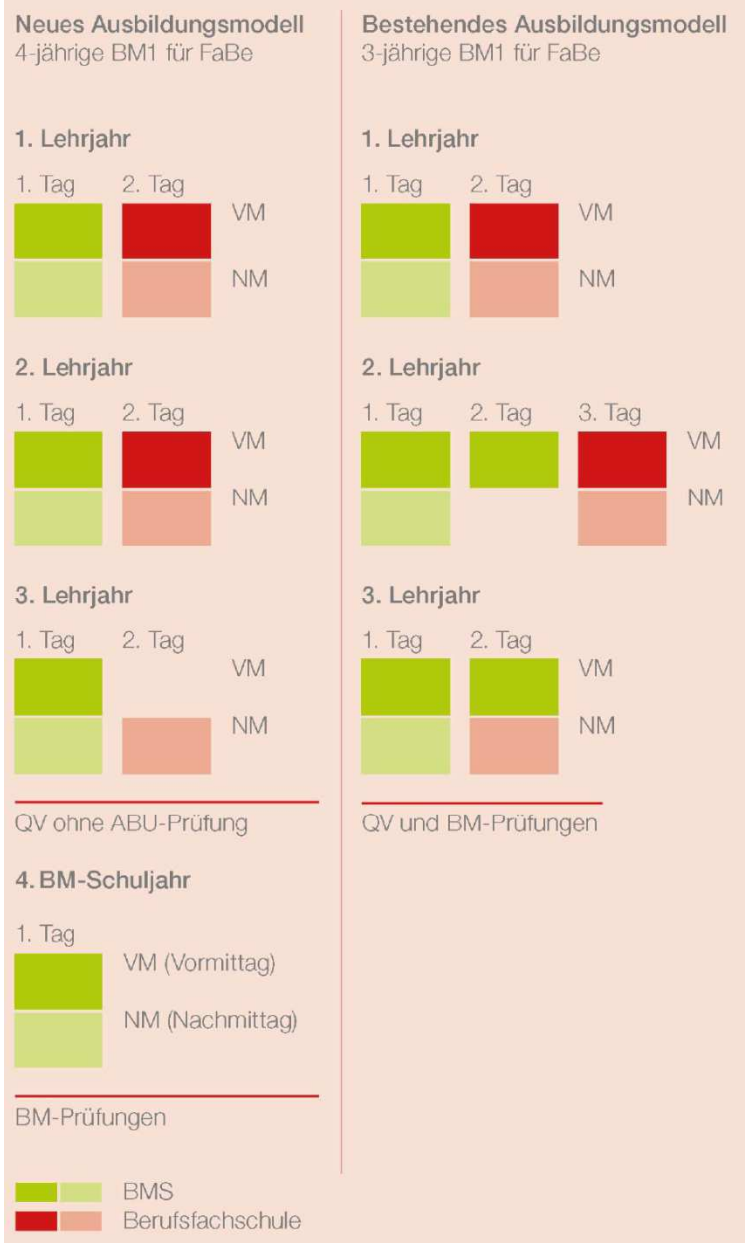 Neues Ausbildungsmodell
4-jährige BM1 für FaBe
1. Lehrjahr
1. Tag 2. Tag
VM
NM
2. Lehrjahr
1. Tag 2. Tag
VM
NM
3. Lehrjahr
1. Tag 2. Tag
VM
NM
QV ohne ABU-Prüfung
4. BM-Schuljahr
1. Tag
VM (Vormittag)
NM (Nachmittag)
BM-Prüfungen
BMS
Berufsfachschule
Bestehendes Ausbildungsmodell
3-jährige BM1 für FaBe
1. Lehrjahr
1. Tag 2. Tag
VM
NM
2. Lehrjahr
1. Tag 2. Tag 3. Tag
VM
NM
3. Lehrjahr
1. Tag 2. Tag
VM
NM
QV und BM-Prüfungen